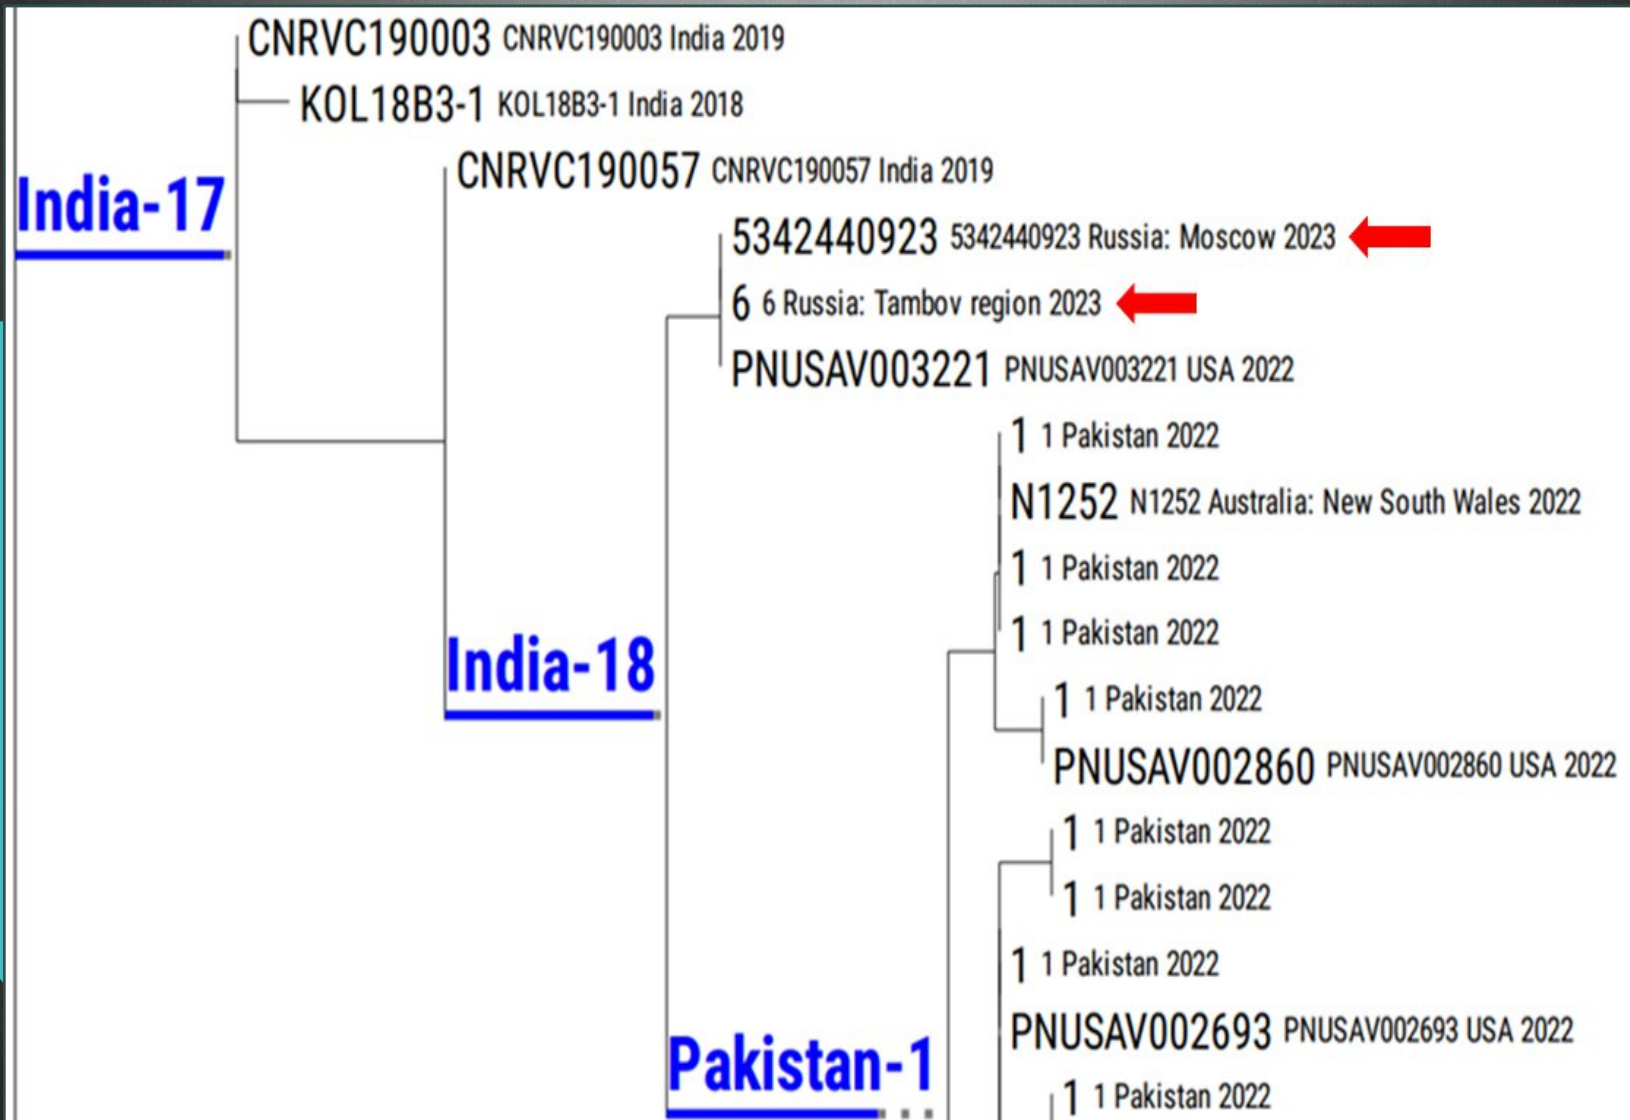 CNRVC190003 CNRVC190003 India 2019
KOL18B3-1 KOL18B3-1 India 2018
CNRVC190057 CNRVC190057 India 2019
India-17
5342440923 5342440923 Russia: Moscow 2023
6 6 Russia: Tambov region 2023
PNUSAV003221 PNUSAV003221 USA 2022
1 1 Pakistan 2022
N1252 N1252 Australia: New South Wales 2022
1 1 Pakistan 2022
1 1 Pakistan 2022
India-18
1 1 Pakistan 2022
PNUSAV002860 PNUSAV002860 USA 2022
1 1 Pakistan 2022
1 1 Pakistan 2022
1 1 Pakistan 2022
PNUSAV002693 PNUSAV002693 USA 2022
Pakistan-1
1 1 Pakistan 2022